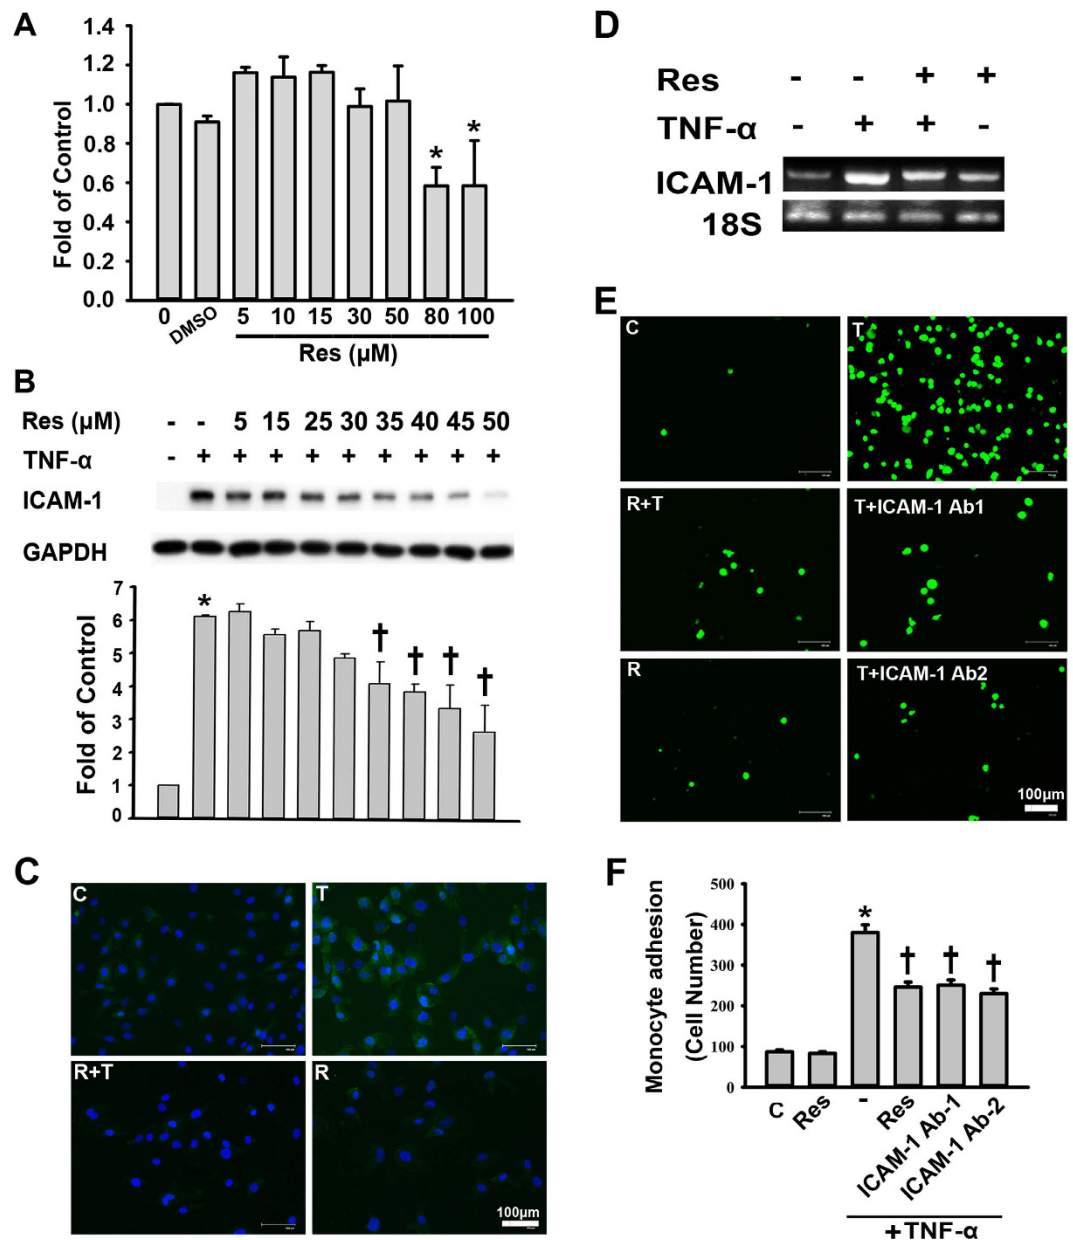 A
Fold of Control
1.4
1.2
1.0
0.8
0.6
0.4
0.2
0.0
* *
0 DMSO 5 10 15 30 50 80 100
Res (µM)
B
Res (µM) - - 5 15 25 30 35 40 45 50
TNF-α - + + + + + + + + +
ICAM-1
GAPDH
Fold of Control
7
6
5
4
3
2
1
0
* † † † †
C
C T
R+T R
100µm
D
Res - - + +
TNF-α - + + -
ICAM-1
18S
E
C T
R+T T+ICAM-1 Ab1
R T+ICAM-1 Ab2
100µm
F
Monocyte adhesion
(Cell Number)
500
400
300
200
100
0
* † † †
C Res - Res ICAM-1 Ab-1 ICAM-1 Ab-2
+TNF-α